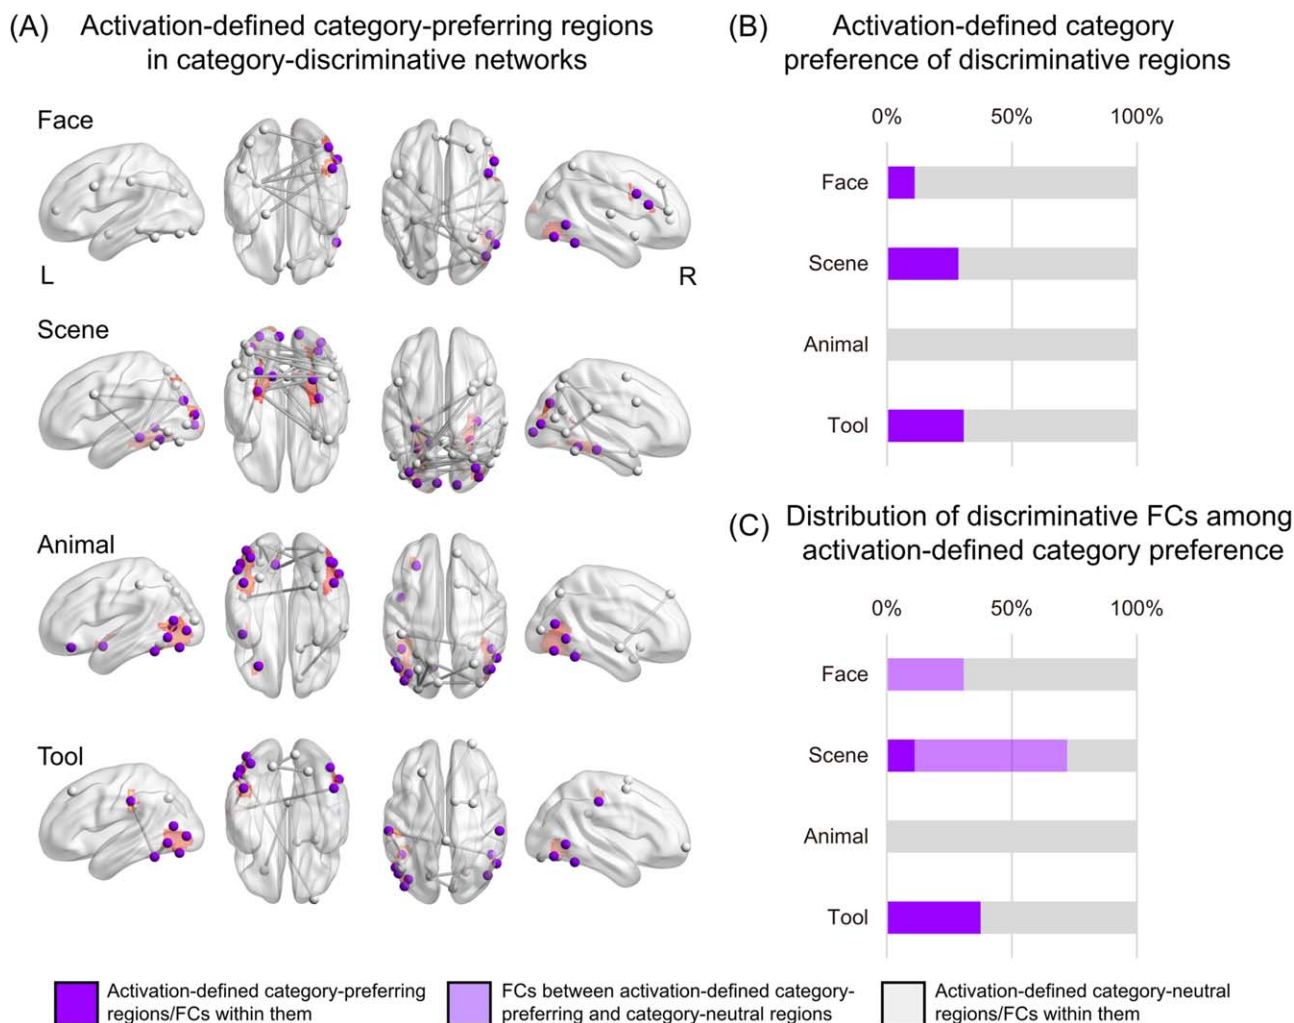 (A) Activation-defined category-preferring regions
in category-discriminative networks
Face
L
R
Scene
Animal
Tool
(B) Activation-defined category
preference of discriminative regions
0% 50% 100%
Face
Scene
Animal
Tool
(C) Distribution of discriminative FCs among
activation-defined category preference
0% 50% 100%
Face
Scene
Animal
Tool
Activation-defined category-preferring
regions/FCs within them
FCs between activation-defined category-
preferring and category-neutral regions
Activation-defined category-neutral
regions/FCs within them